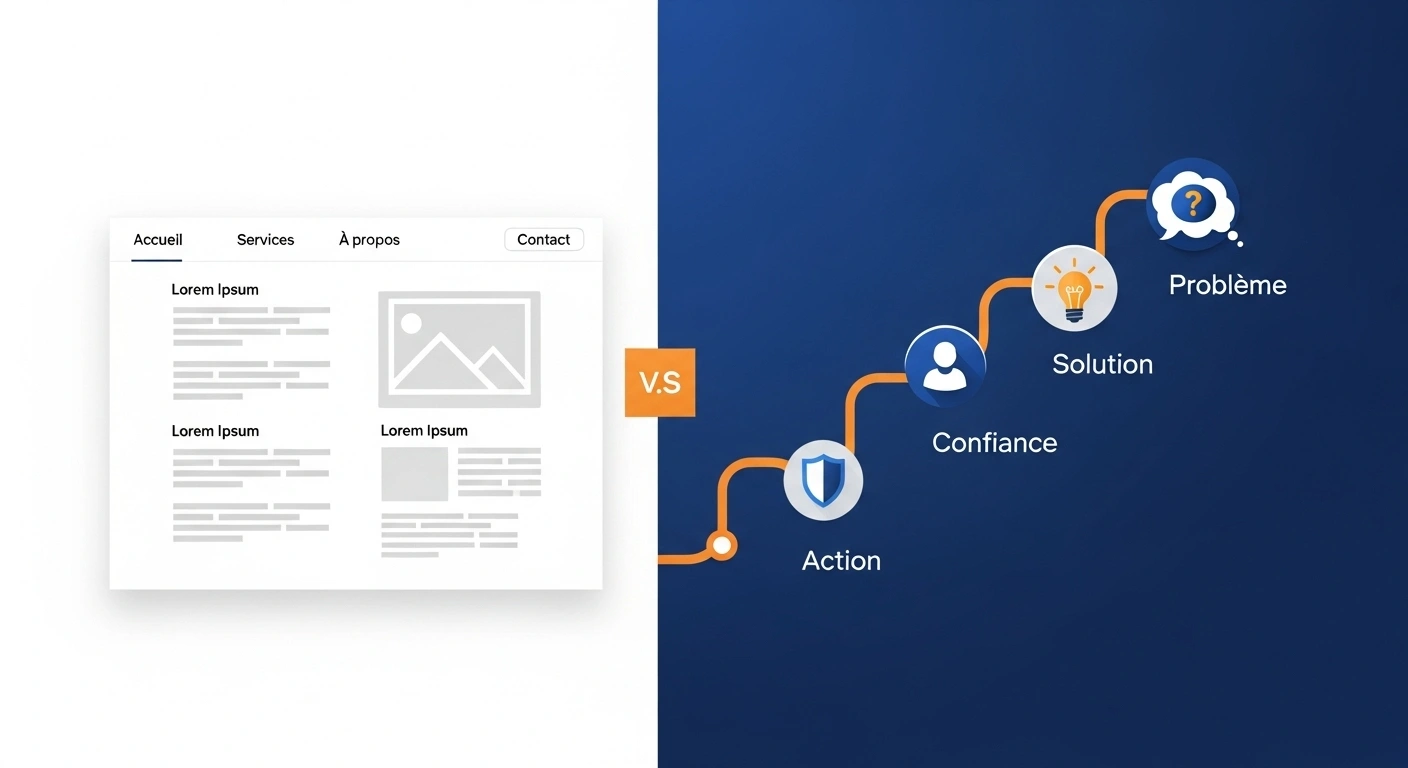 Accueil
Services
À propos
Contact
Lorem Ipsum
Lorem Ipsum
Lorem Ipsum
V.S
?
Problème
Solution
Confiance
Action